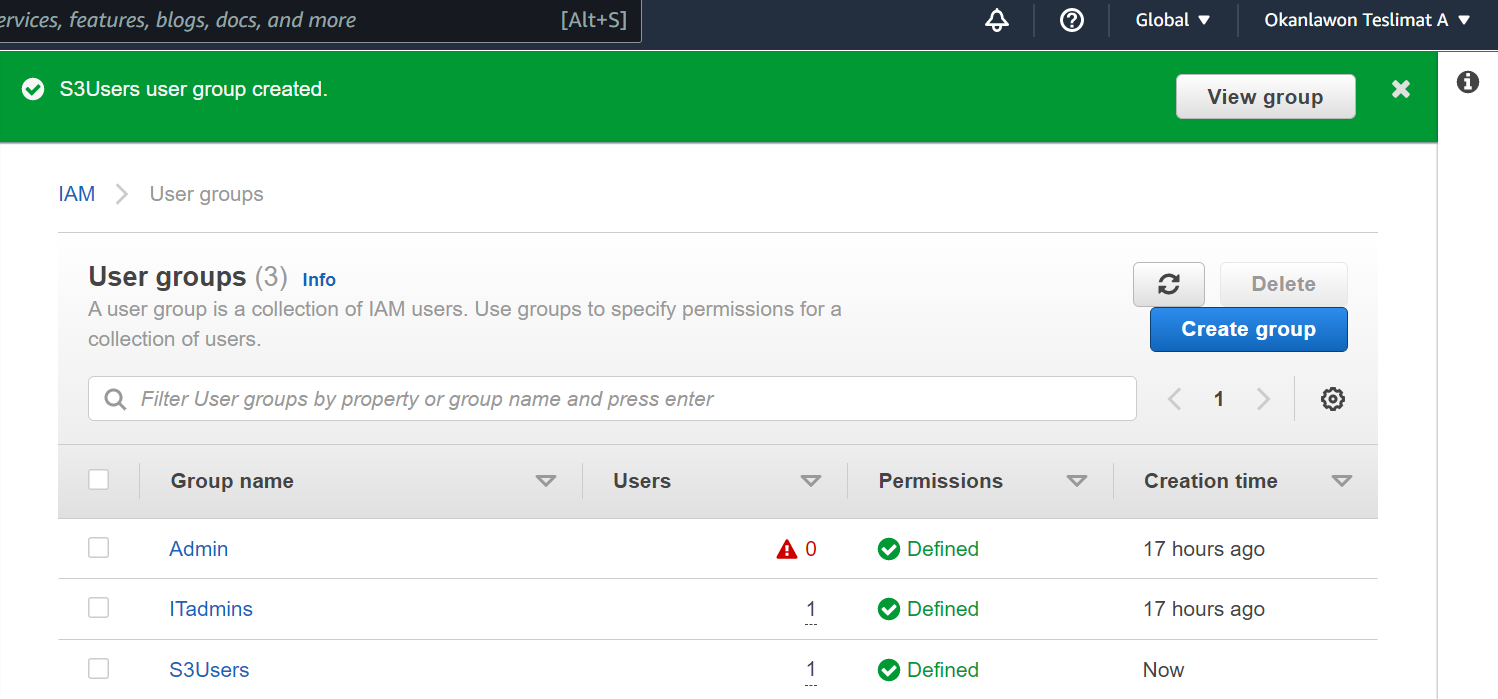 services, features, blogs, docs, and more [Alt+S] Global Okanlawon Teslimat A
S3Users user group created. View group
IAM User groups
User groups (3) Info Delete
A user group is a collection of IAM users. Use groups to specify permissions for a
collection of users.
Create group
Filter User groups by property or group name and press enter 1
Group name Users Permissions Creation time
Admin 0 Defined 17 hours ago
ITadmins 1 Defined 17 hours ago
S3Users 1 Defined Now